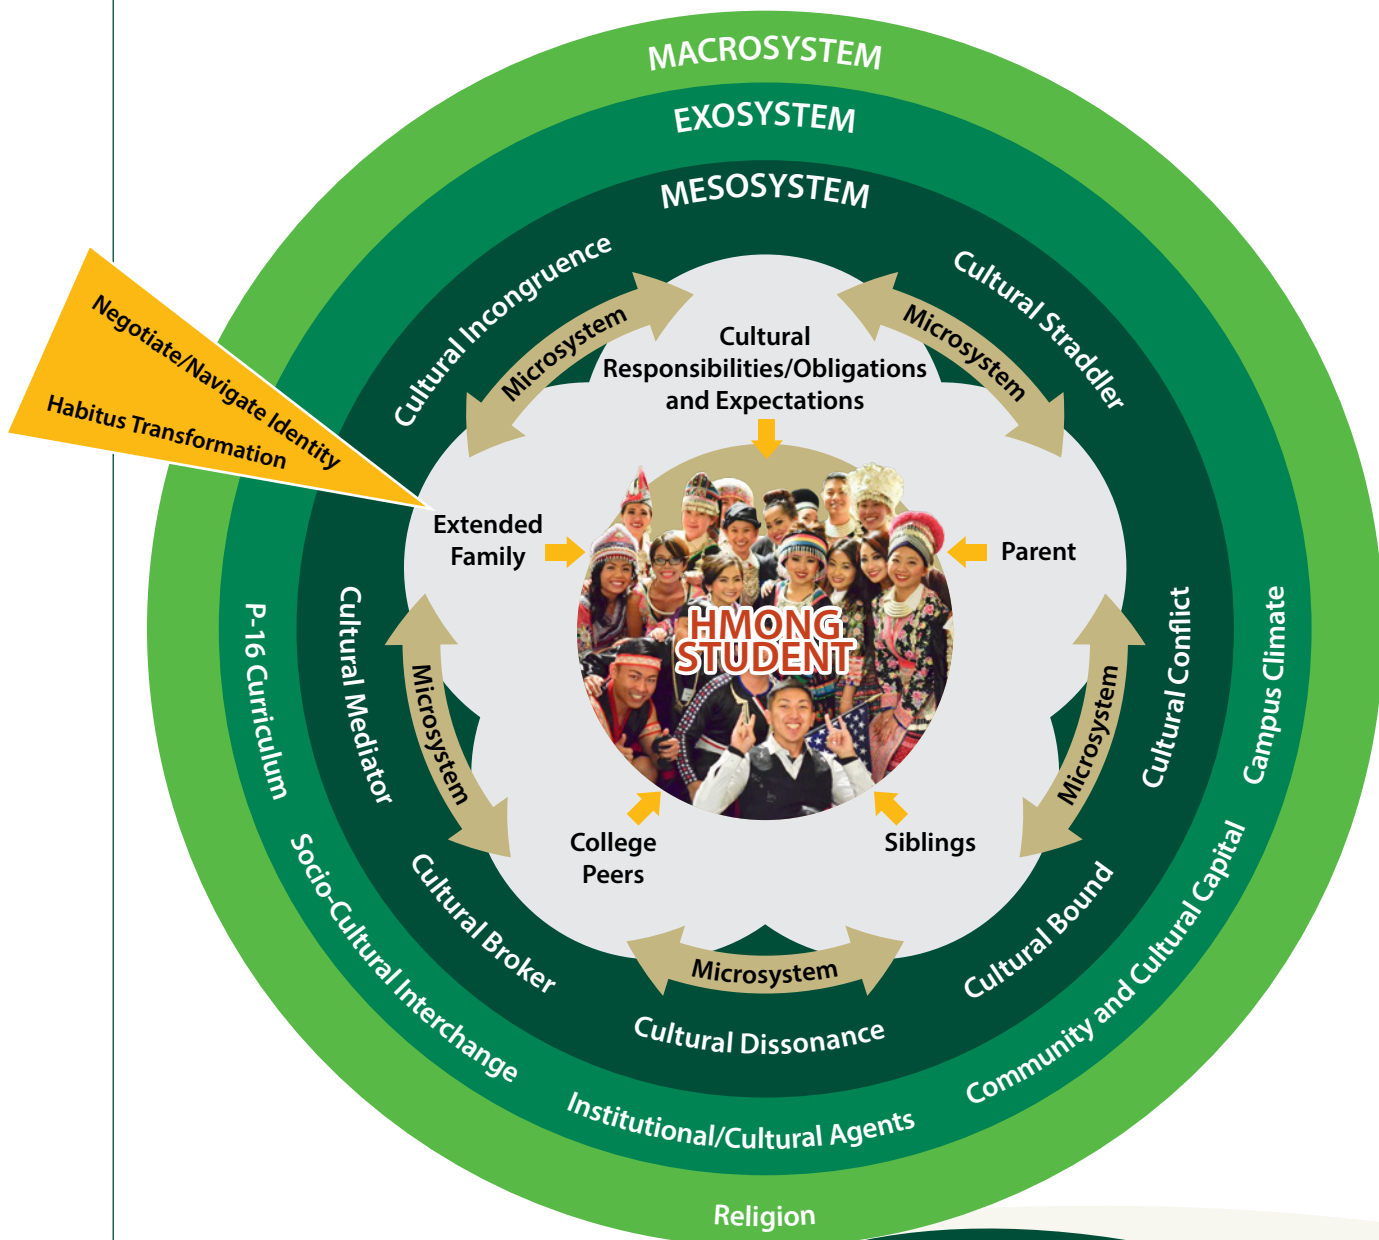 MACROSYSTEM
EXOSYSTEM
MESOSYSTEM
Cultural Incongruence
Cultural Straddler
Microsystem
Microsystem
Negotiate/Navigate Identity
Habitus Transformation
Cultural
Responsibilities/Obligations
and Expectations
Extended
Family
Parent
HMONG
STUDENT
P-16 Curriculum
Cultural Mediator
Microsystem
Microsystem
Cultural Conflict
Campus Climate
College
Peers
Siblings
Socio-Cultural Interchange
Cultural Broker
Microsystem
Cultural Bound
Community and Cultural Capital
Cultural Dissonance
Institutional/Cultural Agents
Religion